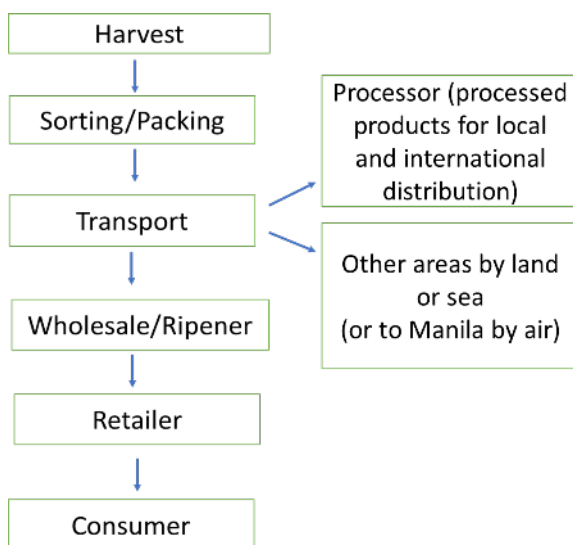 Harvest
Sorting/Packing
Transport
Wholesale/Ripener
Retailer
Consumer
Processor (processed
products for local
and international
distribution)
Other areas by land
or sea
(or to Manila by air)